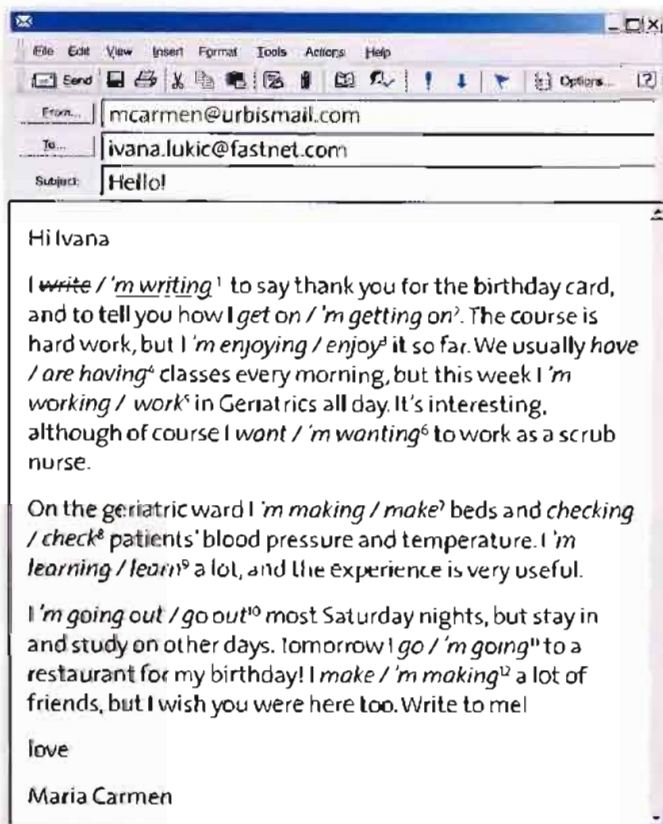 File Edit View Insert Format Tools Actions Help
Send Options...
From... mcarmen@urbismail.com
To... ivana.lukic@fastnet.com
Subject: Hello!
Hi Ivana
I write / 'm writing ¹ to say thank you for the birthday card,
and to tell you how I get on / 'm getting on². The course is
hard work, but I 'm enjoying / enjoy³ it so far. We usually have
/ are having⁴ classes every morning, but this week I 'm
working / work⁵ in Geriatrics all day. It's interesting,
although of course I want / 'm wanting⁶ to work as a scrub
nurse.
On the geriatric ward I 'm making / make⁷ beds and checking
/ check⁸ patients' blood pressure and temperature. I 'm
learning / learn⁹ a lot, and the experience is very useful.
I 'm going out / go out¹⁰ most Saturday nights, but stay in
and study on other days. Tomorrow I go / 'm going¹¹ to a
restaurant for my birthday! I make / 'm making¹² a lot of
friends, but I wish you were here too. Write to me!
love
Maria Carmen